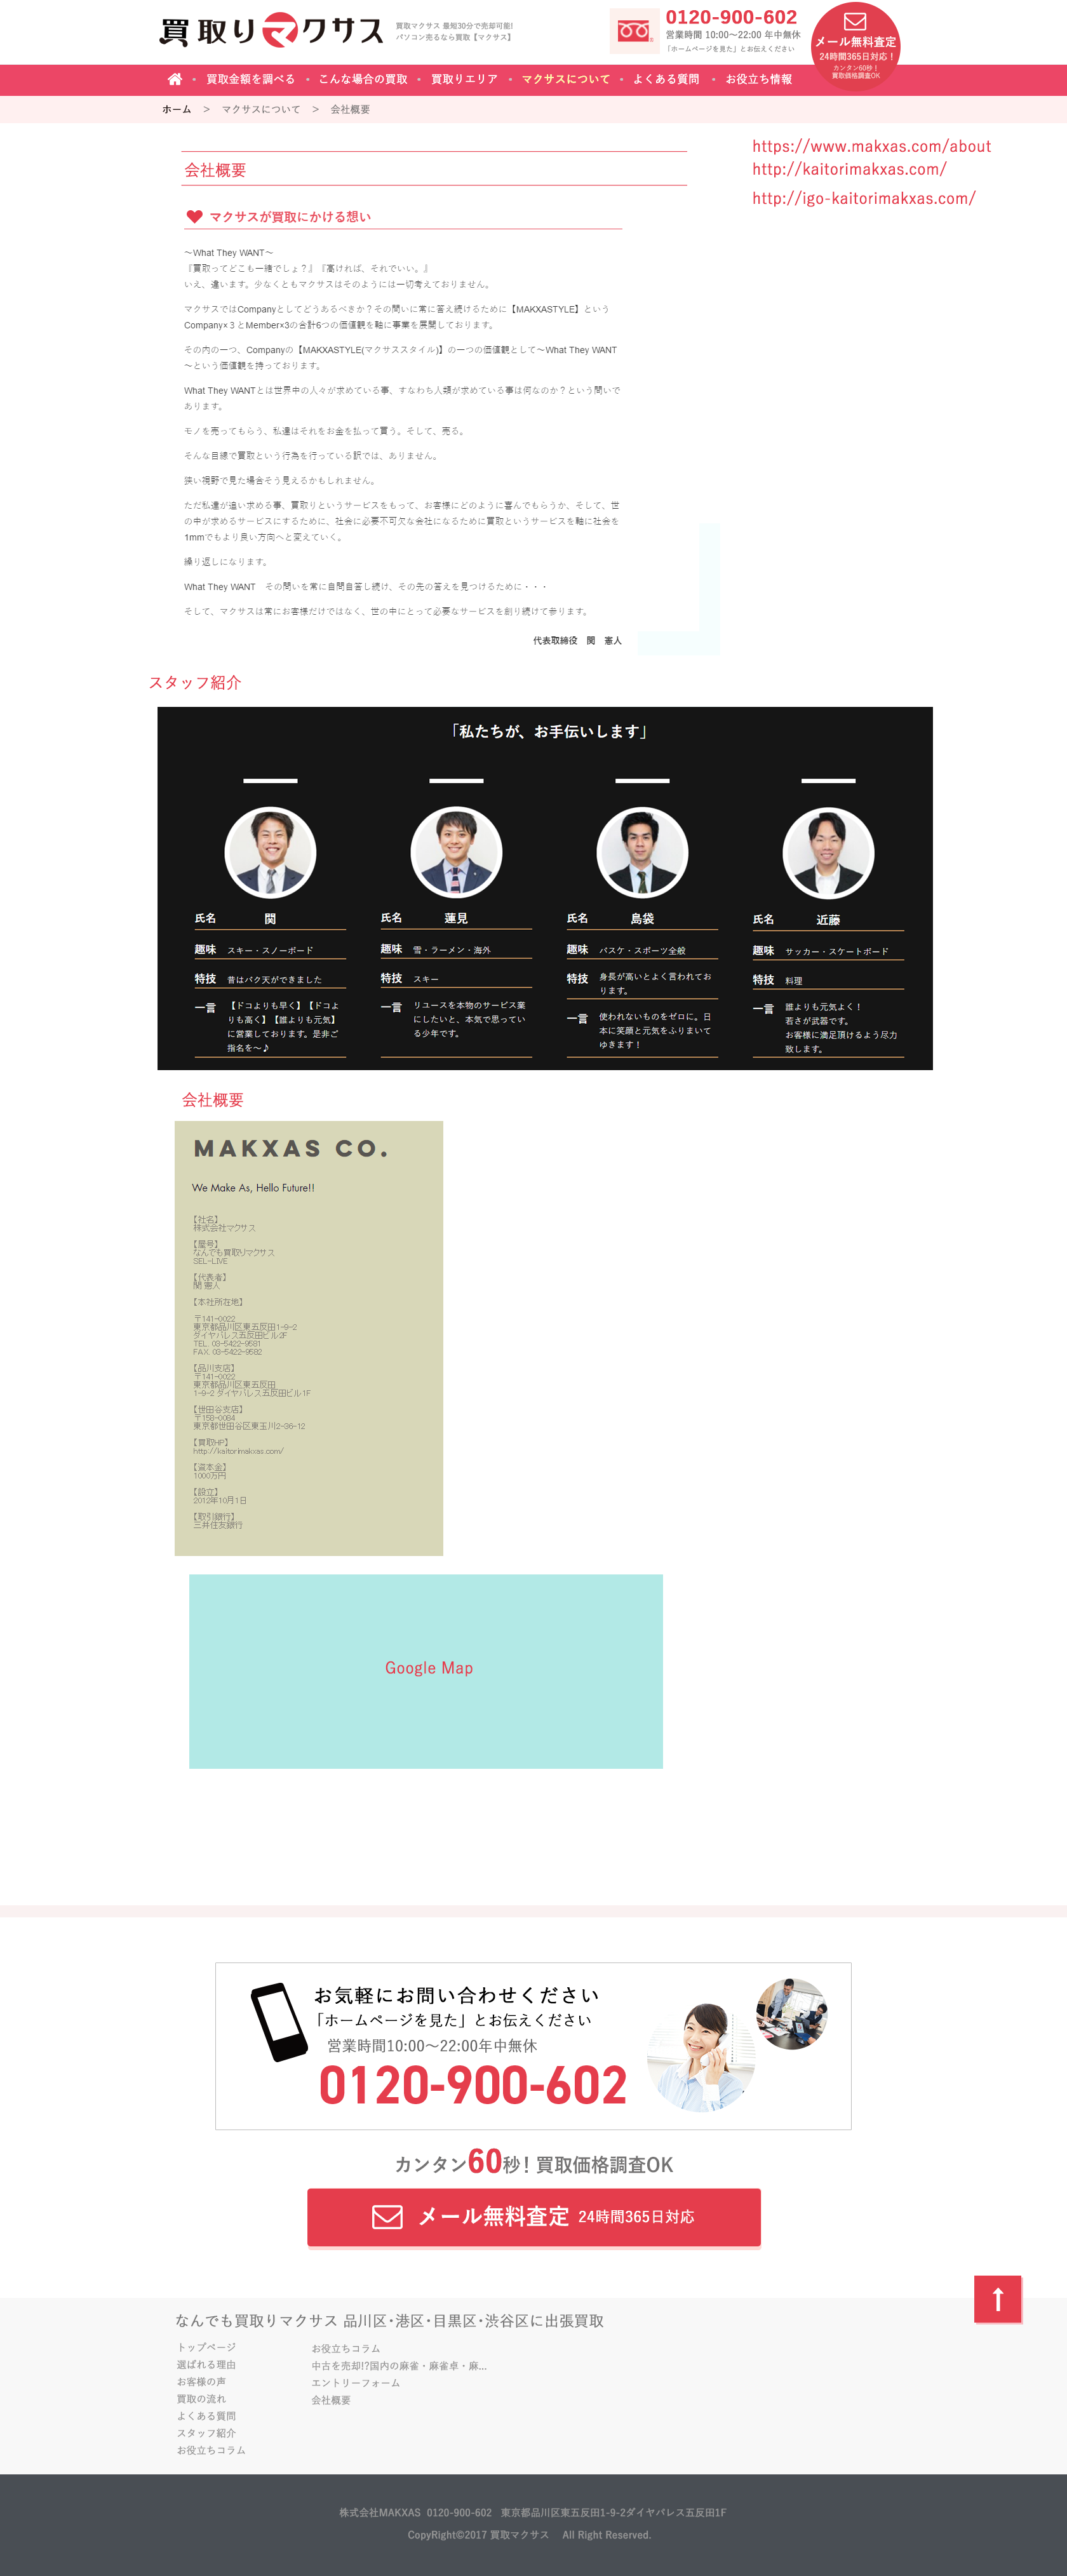 買取りマクサス
買取マクサス 最短30分で売却可能!
パソコン売るなら買取【マクサス】
0120-900-602
営業時間 10:00〜22:00 年中無休
「ホームページを見た」とお伝えください
メール無料査定
24時間365日対応！
カンタン60秒！
買取価格調査OK
買取金額を調べる • こんな場合の買取 • 買取りエリア • マクサスについて • よくある質問 • お役立ち情報
ホーム > マクサスについて > 会社概要
https://www.makxas.com/about
http://kaitorimakxas.com/
http://igo-kaitorimakxas.com/
会社概要
マクサスが買取にかける想い
〜What They WANT〜
『買取ってどこも一緒でしょ？』『高ければ、それでいい。』
いえ、違います。少なくともマクサスはそのようには一切考えておりません。
マクサスではCompanyとしてどうあるべきか？その問いに常に答え続けるために【MAKXASTYLE】という
Company×３とMember×3の合計6つの価値観を軸に事業を展開しております。
その内の一つ、Companyの【MAKXASTYLE(マクサススタイル)】の一つの価値観として〜What They WANT
〜という価値観を持っております。
What They WANTとは世界中の人々が求めている事、すなわち人類が求めている事は何なのか？という問いで
あります。
モノを売ってもらう、私達はそれをお金を払って買う。そして、売る。
そんな目線で買取という行為を行っている訳では、ありません。
狭い視野で見た場合そう見えるかもしれません。
ただ私達が追い求める事、買取りというサービスをもって、お客様にどのように喜んでもらうか、そして、世
の中が求めるサービスにするために、社会に必要不可欠な会社になるために買取というサービスを軸に社会を
1mmでもより良い方向へと変えていく。
繰り返しになります。
What They WANT　その問いを常に自問自答し続け、その先の答えを見つけるために・・・
そして、マクサスは常にお客様だけではなく、世の中にとって必要なサービスを創り続けて参ります。
代表取締役　関　憲人
スタッフ紹介
「私たちが、お手伝いします」
氏名 関
趣味 スキー・スノーボード
特技 昔はバク天ができました
一言 【ドコよりも早く】【ドコよ
りも高く】【誰よりも元気】
に営業しております。是非ご
指名を〜♪
氏名 蓮見
趣味 雪・ラーメン・海外
特技 スキー
一言 リユースを本物のサービス業
にしたいと、本気で思ってい
る少年です。
氏名 島袋
趣味 バスケ・スポーツ全般
特技 身長が高いとよく言われてお
ります。
一言 使われないものをゼロに。日
本に笑顔と元気をふりまいて
ゆきます！
氏名 近藤
趣味 サッカー・スケートボード
特技 料理
一言 誰よりも元気よく！
若さが武器です。
お客様に満足頂けるよう尽力
致します。
会社概要
MAKXAS CO.
We Make As, Hello Future!!
【社名】
株式会社マクサス
【屋号】
なんでも買取りマクサス
SEL-LIVE
【代表者】
関 憲人
【本社所在地】
〒141-0022
東京都品川区東五反田1-9-2
ダイヤパレス五反田ビル2F
TEL. 03-5422-9581
FAX. 03-5422-9582
【品川支店】
〒141-0022
東京都品川区東五反田
1-9-2 ダイヤパレス五反田ビル1F
【世田谷支店】
〒158-0084
東京都世田谷区東玉川2-36-12
【買取HP】
http://kaitorimakxas.com/
【資本金】
1000万円
【設立】
2012年10月1日
【取引銀行】
三井住友銀行
Google Map
お気軽にお問い合わせください
「ホームページを見た」とお伝えください
営業時間10:00〜22:00年中無休
0120-900-602
カンタン60秒！買取価格調査OK
メール無料査定 24時間365日対応
なんでも買取りマクサス 品川区・港区・目黒区・渋谷区に出張買取
トップページ
選ばれる理由
お客様の声
買取の流れ
よくある質問
スタッフ紹介
お役立ちコラム
お役立ちコラム
中古を売却!?国内の麻雀・麻雀卓・麻...
エントリーフォーム
会社概要
株式会社MAKXAS 0120-900-602 東京都品川区東五反田1-9-2ダイヤパレス五反田1F
CopyRight©2017 買取マクサス All Right Reserved.